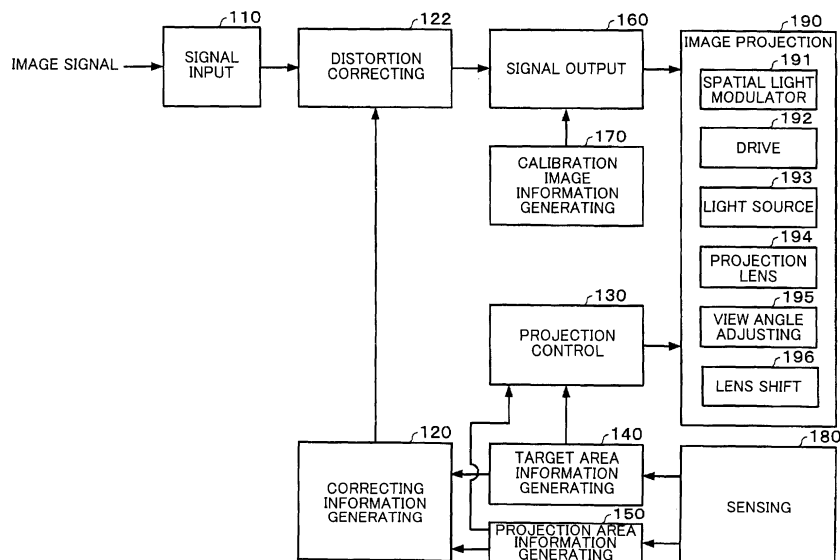 IMAGE SIGNAL
110
SIGNAL
INPUT
122
DISTORTION
CORRECTING
160
SIGNAL OUTPUT
170
CALIBRATION
IMAGE
INFORMATION
GENERATING
190
IMAGE PROJECTION
191
SPATIAL LIGHT
MODULATOR
192
DRIVE
193
LIGHT SOURCE
194
PROJECTION
LENS
195
VIEW ANGLE
ADJUSTING
196
LENS SHIFT
130
PROJECTION
CONTROL
120
CORRECTING
INFORMATION
GENERATING
140
TARGET AREA
INFORMATION
GENERATING
150
PROJECTION AREA
INFORMATION
GENERATING
180
SENSING